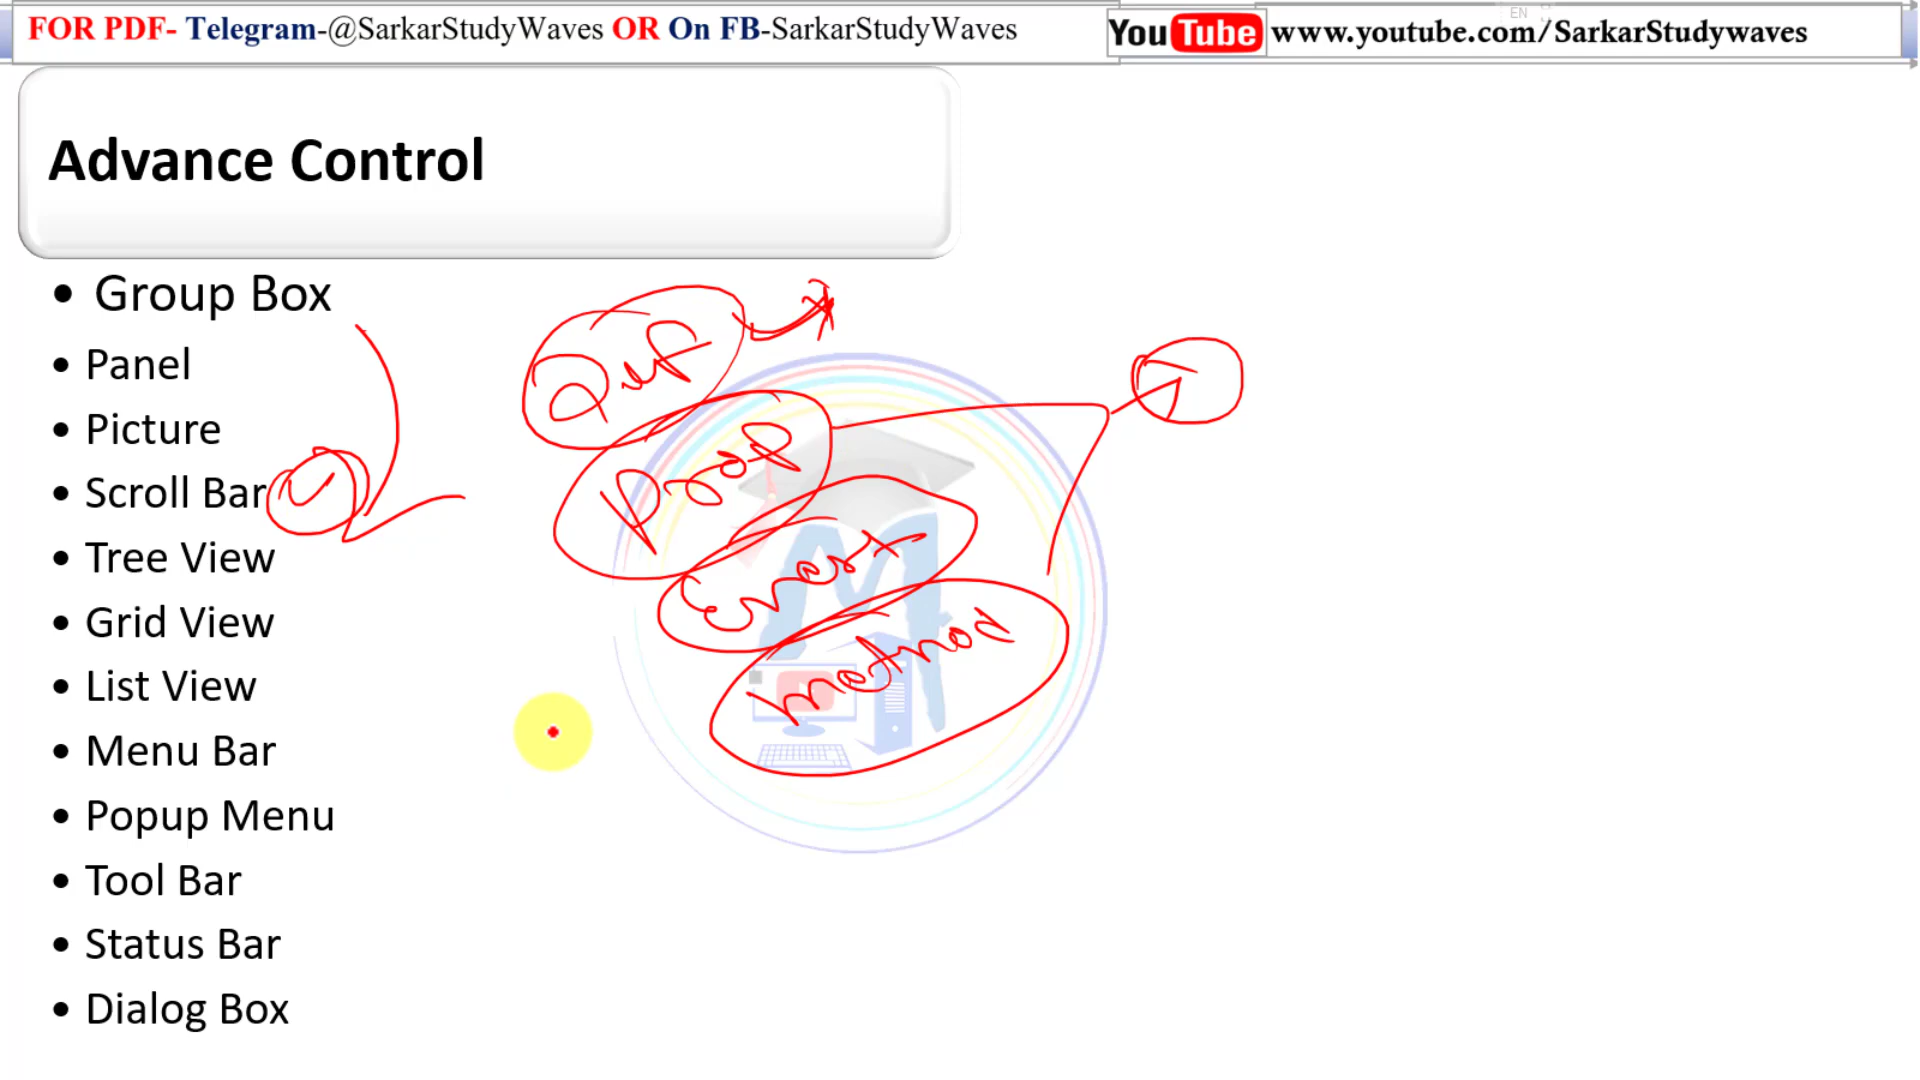 EN
FOR PDF- Telegram-@SarkarStudyWaves OR On FB-SarkarStudyWaves
YouTube www.youtube.com/SarkarStudywaves
Advance Control
• Group Box
• Panel
• Picture
• Scroll Bar
• Tree View
• Grid View
• List View
• Menu Bar
• Popup Menu
• Tool Bar
• Status Bar
• Dialog Box
Def
Prop
Event
Method
M